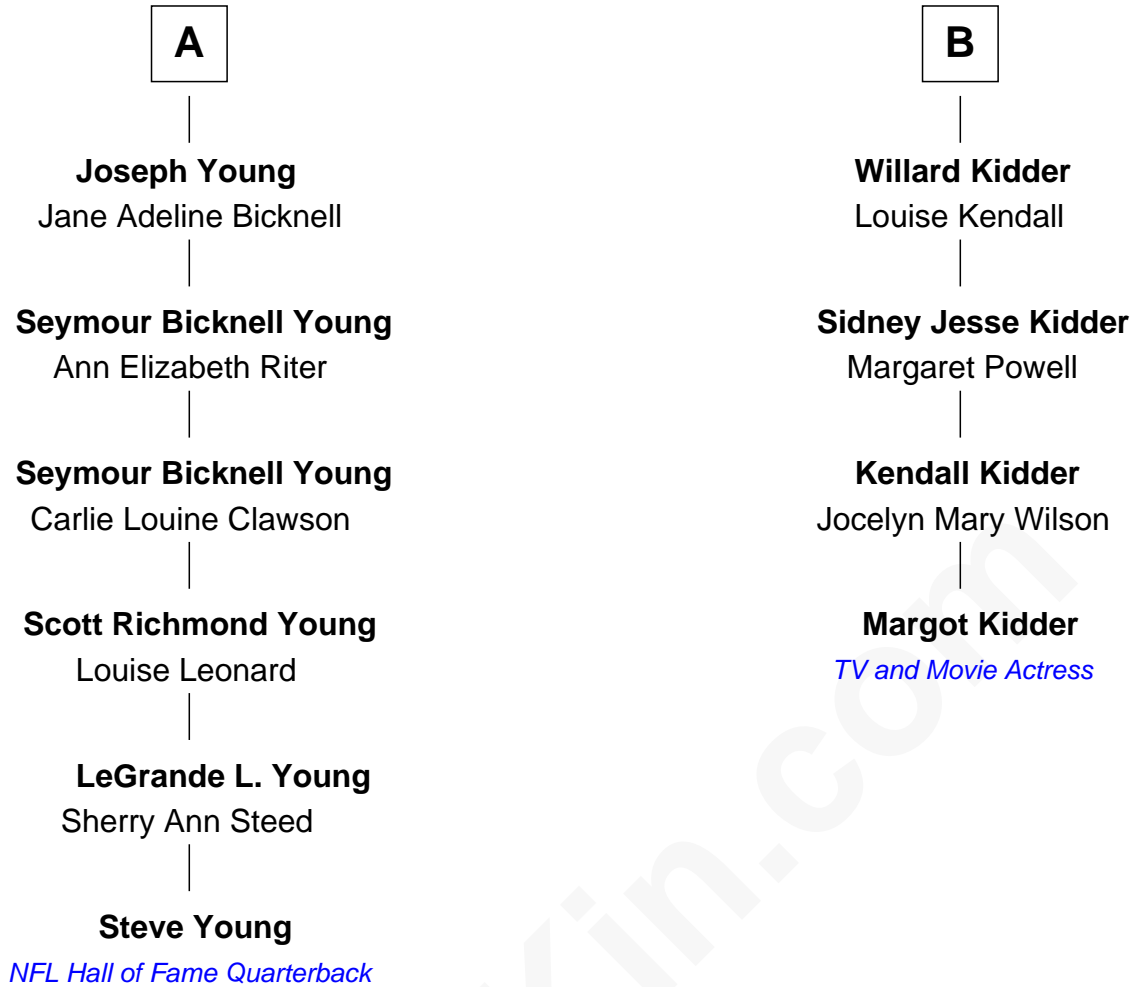 A
Joseph Young
Jane Adeline Bicknell
Seymour Bicknell Young
Ann Elizabeth Riter
Seymour Bicknell Young
Carlie Louine Clawson
Scott Richmond Young
Louise Leonard
LeGrande L. Young
Sherry Ann Steed
Steve Young
NFL Hall of Fame Quarterback
B
Willard Kidder
Louise Kendall
Sidney Jesse Kidder
Margaret Powell
Kendall Kidder
Jocelyn Mary Wilson
Margot Kidder
TV and Movie Actress
Kin.com